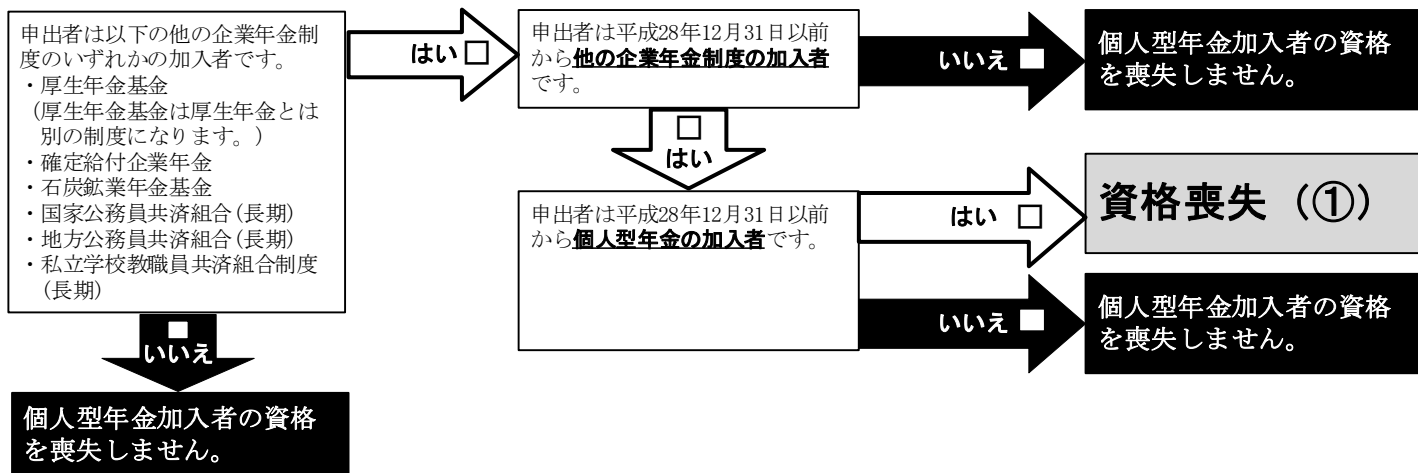 申出者は以下の他の企業年金制
度のいずれかの加入者です。
・厚生年金基金
(厚生年金基金は厚生年金とは
別の制度になります。)
・確定給付企業年金
・石炭鉱業年金基金
・国家公務員共済組合(長期)
・地方公務員共済組合(長期)
・私立学校教職員共済組合制度
(長期)
はい □
申出者は平成28年12月31日以前
から他の企業年金制度の加入者
です。
いいえ ■
個人型年金加入者の資格
を喪失しません。
□
はい
申出者は平成28年12月31日以前
から個人型年金の加入者です。
はい □
資格喪失（①）
いいえ ■
個人型年金加入者の資格
を喪失しません。
■
いいえ
個人型年金加入者の資格
を喪失しません。